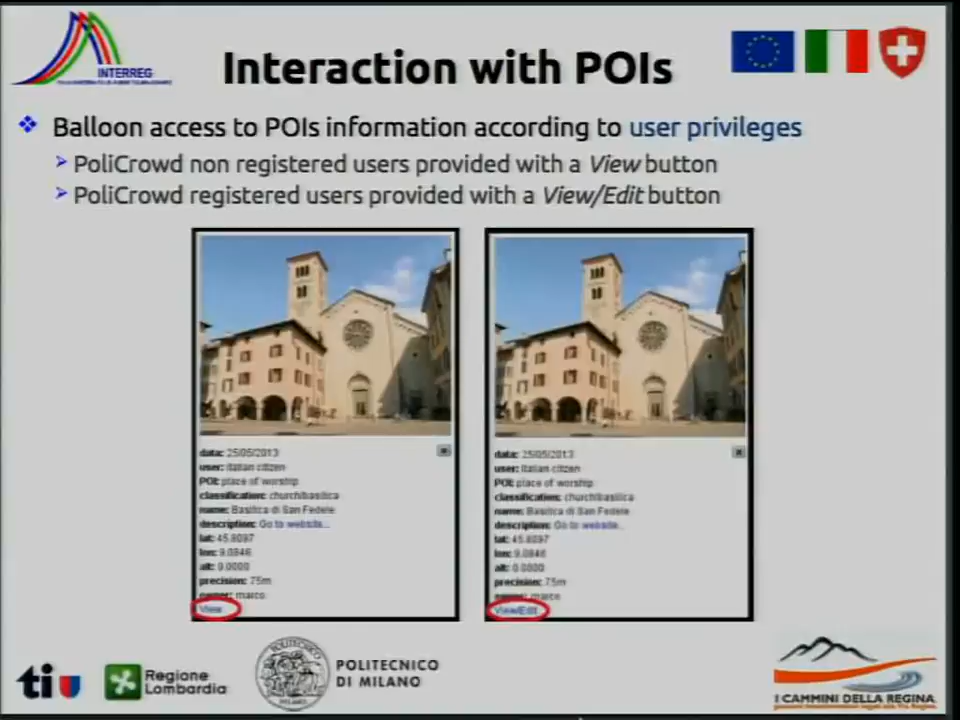 INTERREG
Interaction with POIs
Balloon access to POIs information according to user privileges
PoliCrowd non registered users provided with a View button
PoliCrowd registered users provided with a View/Edit button
data: 25/05/2013
user: Italian citizen
POI: place of worship
classification: church/basilica
name: Basilica di San Fedele
description: Go to website...
lat: 45.8097
lon: 9.0846
alt: 0.0000
precision: 75m
owner: marco
View
data: 25/05/2013
user: Italian citizen
POI: place of worship
classification: church/basilica
name: Basilica di San Fedele
description: Go to website...
lat: 45.8097
lon: 9.0846
alt: 0.0000
precision: 75m
owner: marco
View/Edit
ti
Regione
Lombardia
POLITECNICO
DI MILANO
I CAMMINI DELLA REGINA